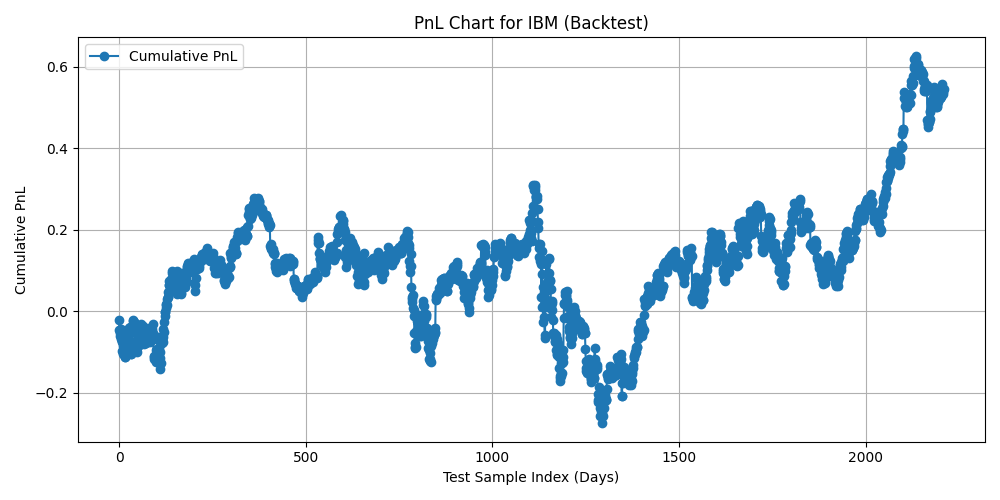 PnL Chart for IBM (Backtest)
Cumulative PnL
Cumulative PnL
0.6
0.4
0.2
0.0
−0.2
0
500
1000
1500
2000
Test Sample Index (Days)